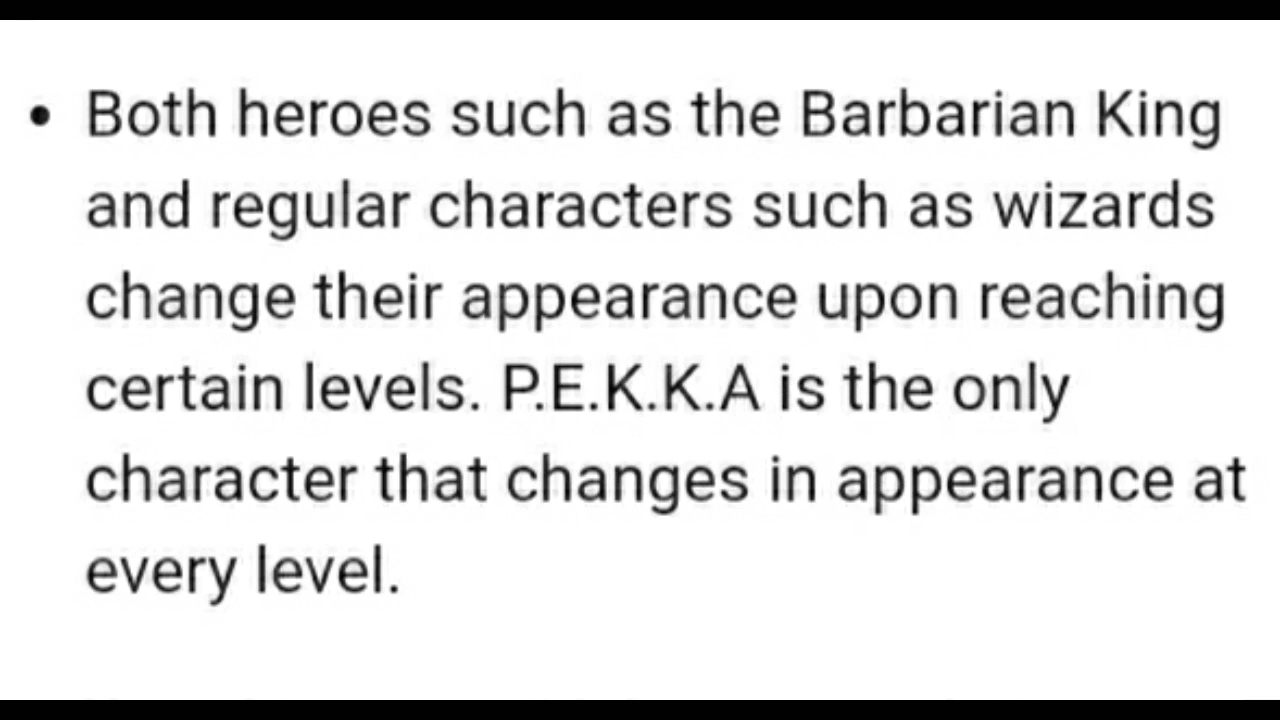 • Both heroes such as the Barbarian King
and regular characters such as wizards
change their appearance upon reaching
certain levels. P.E.K.K.A is the only
character that changes in appearance at
every level.